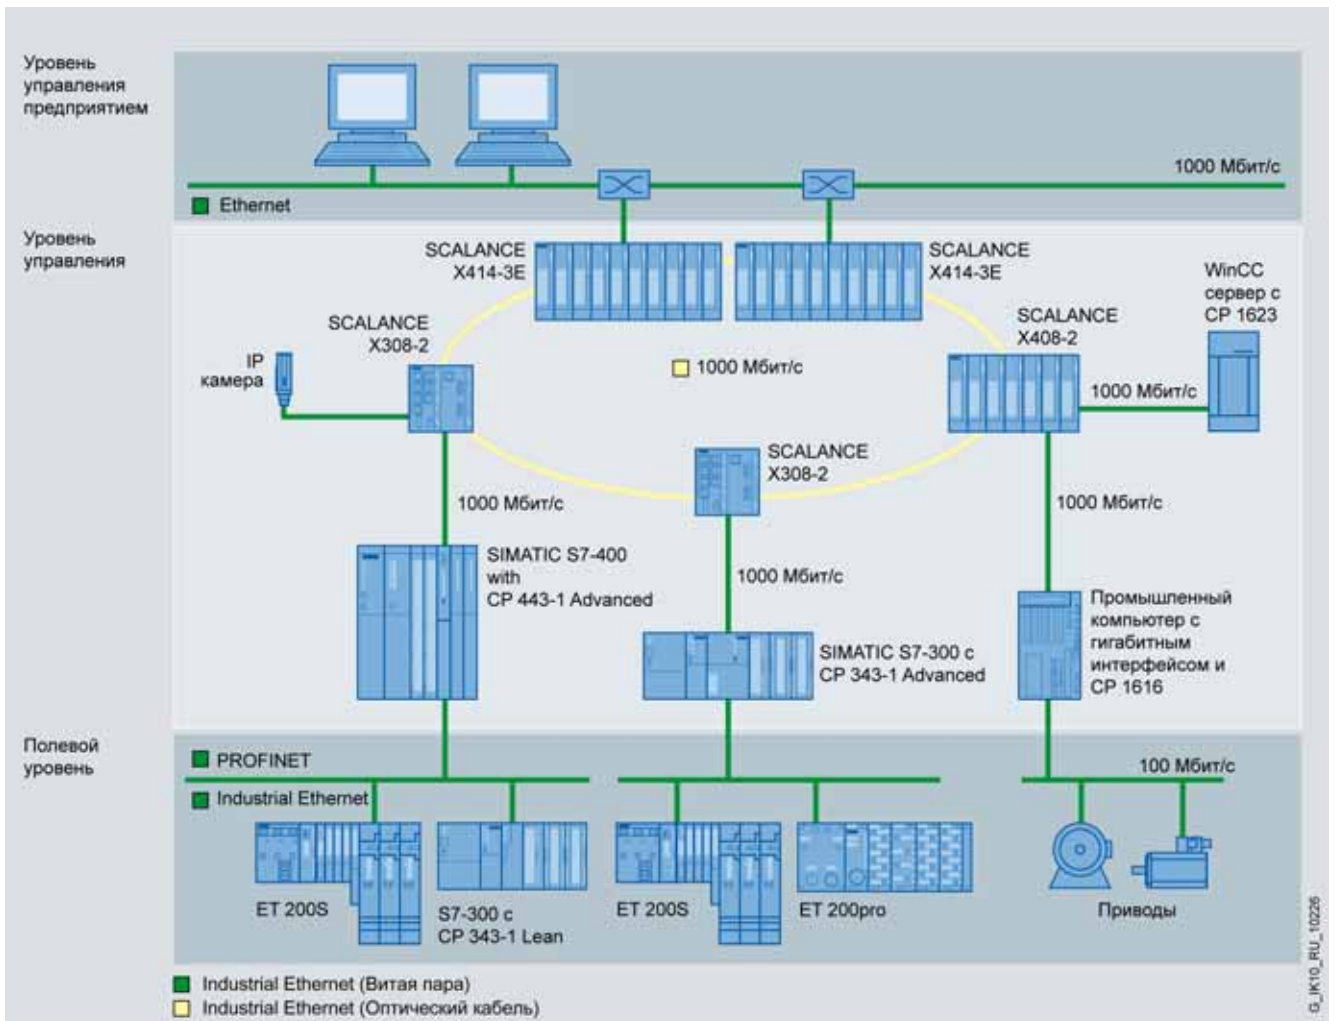 Уровень
управления
предприятием
1000 Мбит/с
Ethernet
Уровень
управления
SCALANCE
X414-3E
SCALANCE
X414-3E
WinCC
сервер с
CP 1623
SCALANCE
X308-2
SCALANCE
X408-2
IP
камера
1000 Мбит/с
1000 Мбит/с
SCALANCE
X308-2
1000 Мбит/с
1000 Мбит/с
SIMATIC S7-400
with
CP 443-1 Advanced
1000 Мбит/с
Промышленный
компьютер с
гигабитным
интерфейсом и
CP 1616
SIMATIC S7-300 с
CP 343-1 Advanced
Полевой
уровень
PROFINET
100 Мбит/с
Industrial Ethernet
ET 200S
S7-300 с
CP 343-1 Lean
ET 200S
ET 200pro
Приводы
Industrial Ethernet (Витая пара)
Industrial Ethernet (Оптический кабель)
G_IK10_RU_10226